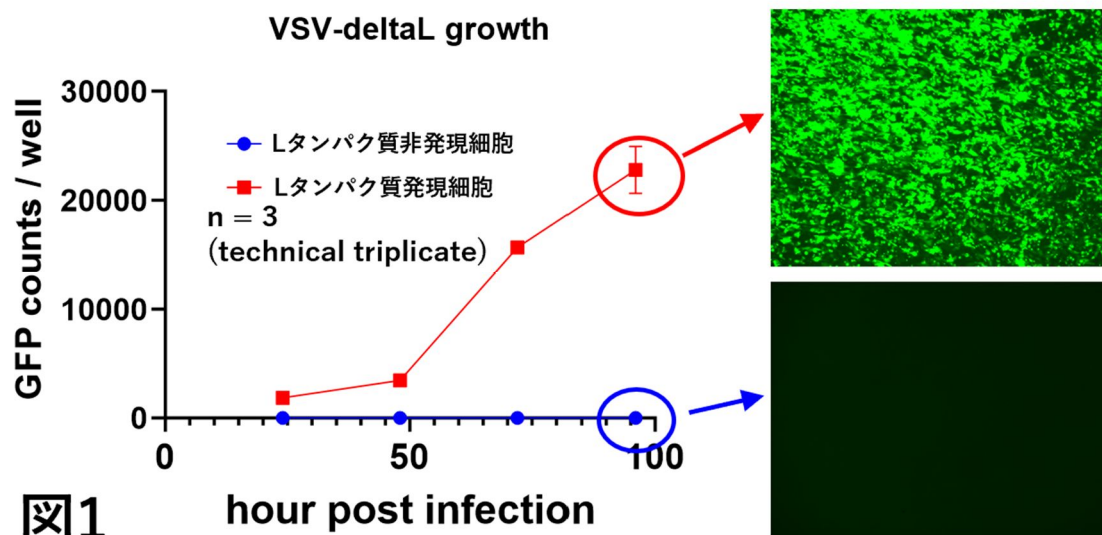 VSV-deltaL growth
GFP counts / well
30000
20000
10000
0
Lタンパク質非発現細胞
Lタンパク質発現細胞
n = 3
(technical triplicate)
0
50
100
hour post infection
図1